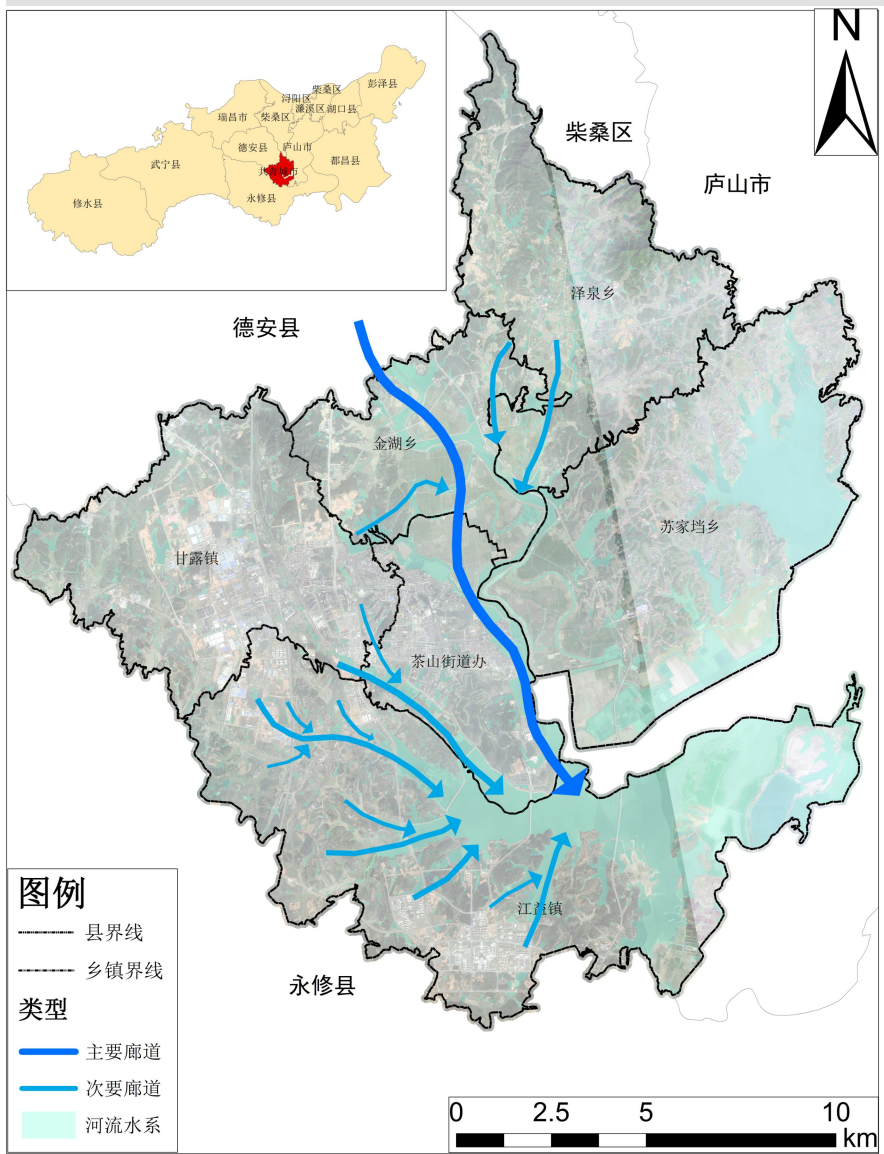 N
彭泽县
柴桑区
浔阳区
濂溪区
湖口县
瑞昌市
柴桑区
德安县
庐山市
都昌县
武宁县
共青城市
修水县
永修县
柴桑区
庐山市
泽泉乡
德安县
金湖乡
苏家垱乡
甘露镇
茶山街道办
江益镇
永修县
图例
县界线
乡镇界线
类型
主要廊道
次要廊道
河流水系
0 2.5 5 10
km